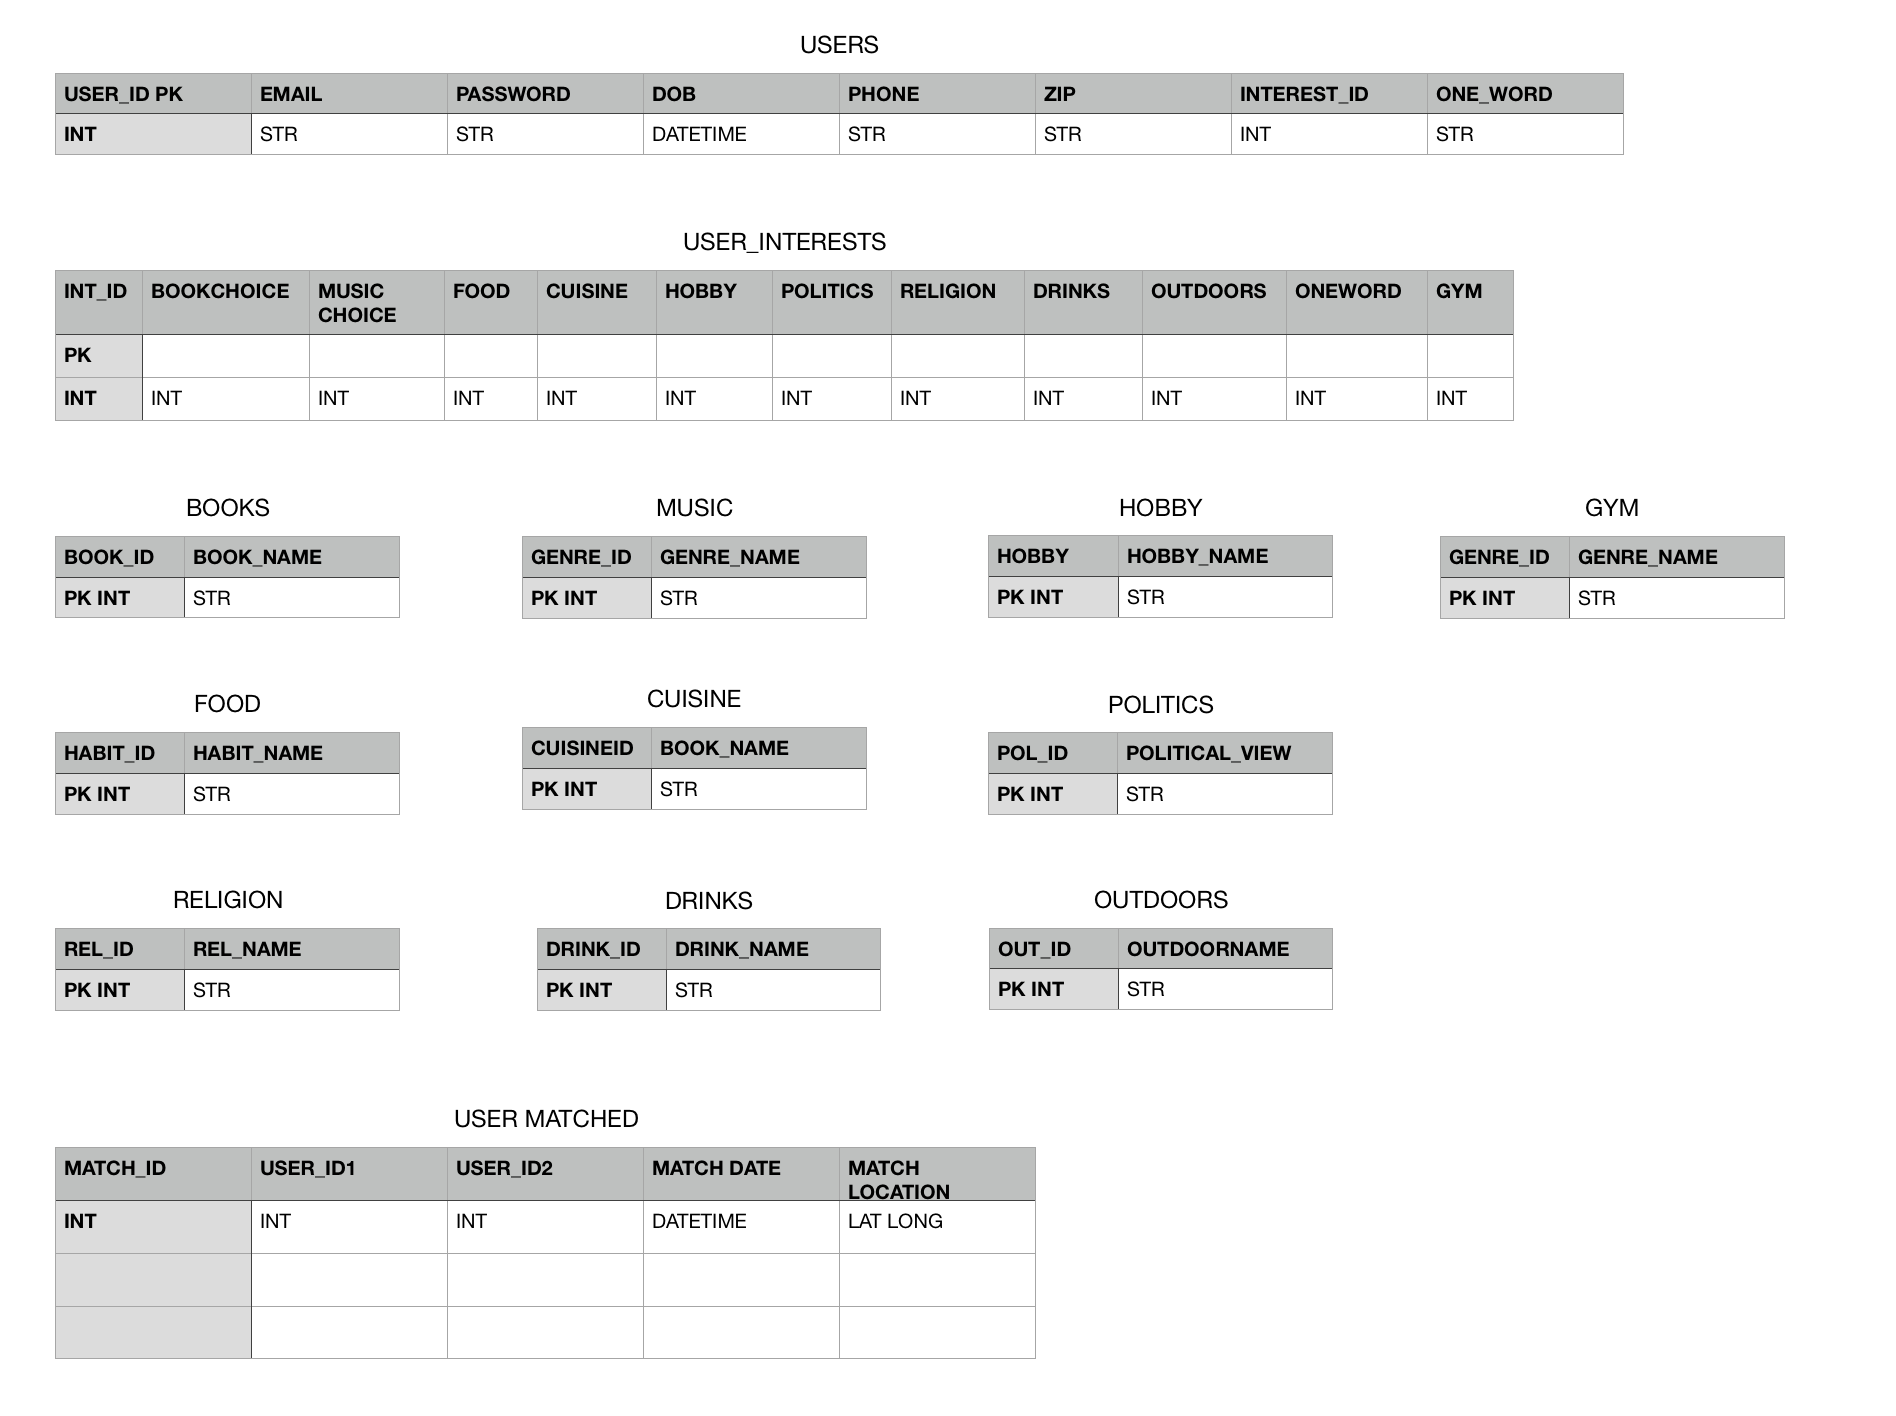 USERS
USER_ID PK EMAIL PASSWORD DOB PHONE ZIP INTEREST_ID ONE_WORD
INT STR STR DATETIME STR STR INT STR
USER_INTERESTS
INT_ID BOOKCHOICE MUSIC FOOD CUISINE HOBBY POLITICS RELIGION DRINKS OUTDOORS ONEWORD GYM
CHOICE
PK
INT INT INT INT INT INT INT INT INT INT INT INT
BOOKS MUSIC HOBBY GYM
BOOK_ID BOOK_NAME GENRE_ID GENRE_NAME HOBBY HOBBY_NAME GENRE_ID GENRE_NAME
PK INT STR PK INT STR PK INT STR PK INT STR
FOOD CUISINE POLITICS
HABIT_ID HABIT_NAME CUISINEID BOOK_NAME POL_ID POLITICAL_VIEW
PK INT STR PK INT STR PK INT STR
RELIGION DRINKS OUTDOORS
REL_ID REL_NAME DRINK_ID DRINK_NAME OUT_ID OUTDOORNAME
PK INT STR PK INT STR PK INT STR
USER MATCHED
MATCH_ID USER_ID1 USER_ID2 MATCH DATE MATCH
LOCATION
INT INT INT DATETIME LAT LONG